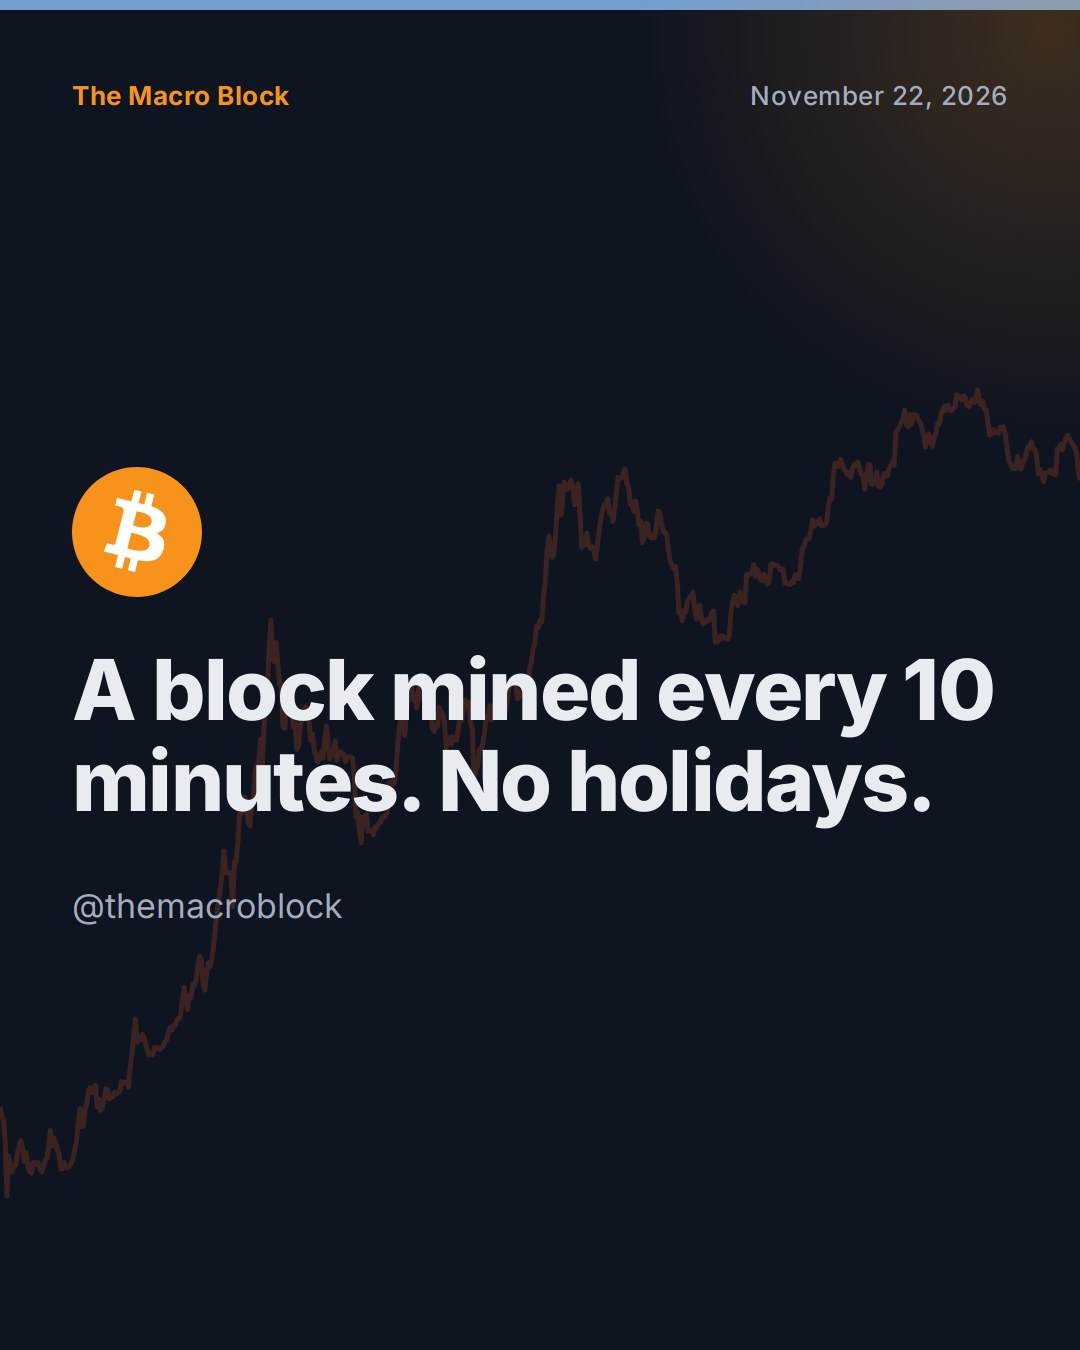 The Macro Block
November 22, 2026
A block mined every 10
minutes. No holidays.
@themacroblock